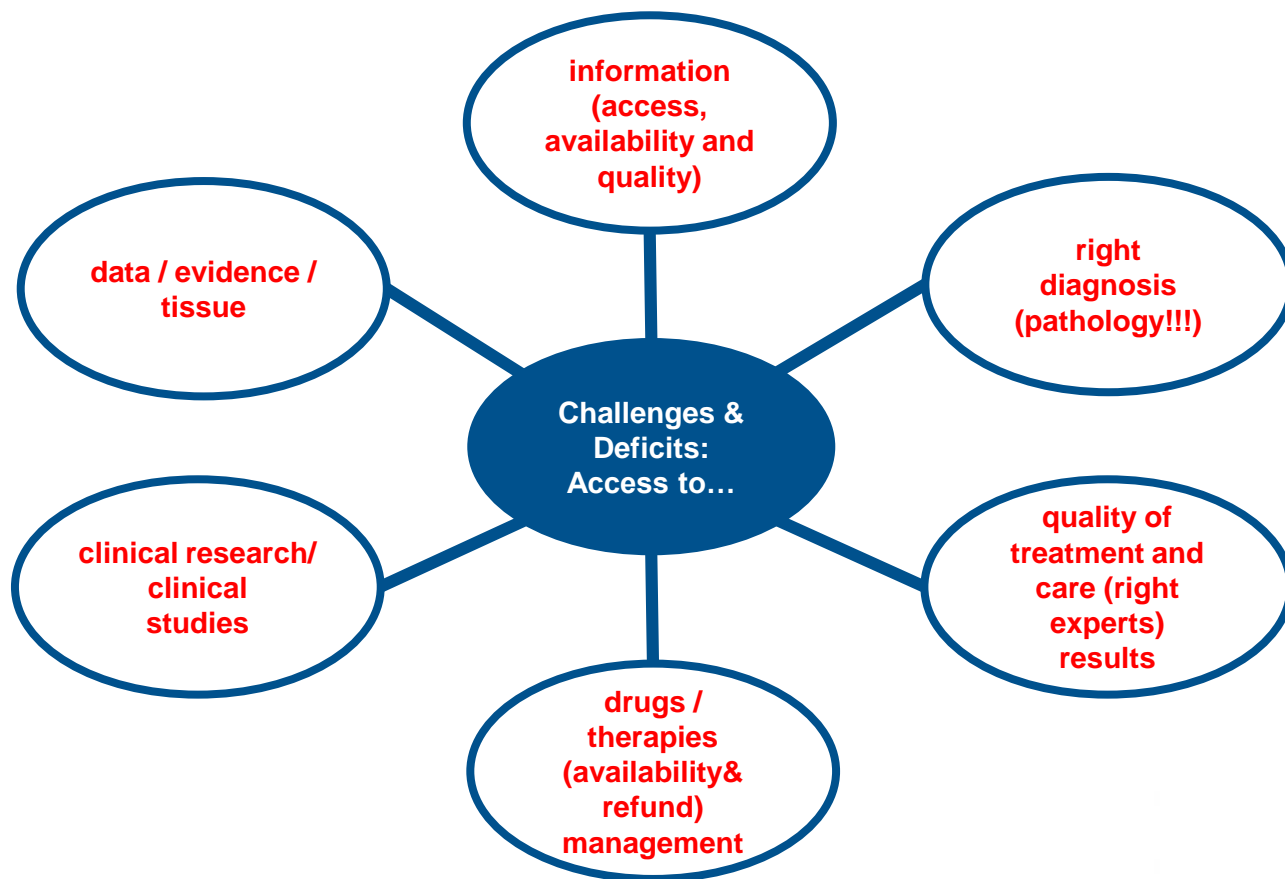 information
(access,
availability and
quality)
data / evidence /
tissue
right
diagnosis
(pathology!!!)
Challenges &
Deficits:
Access to…
clinical research/
clinical
studies
quality of
treatment and
care (right
experts)
results
drugs /
therapies
(availability&
refund)
management